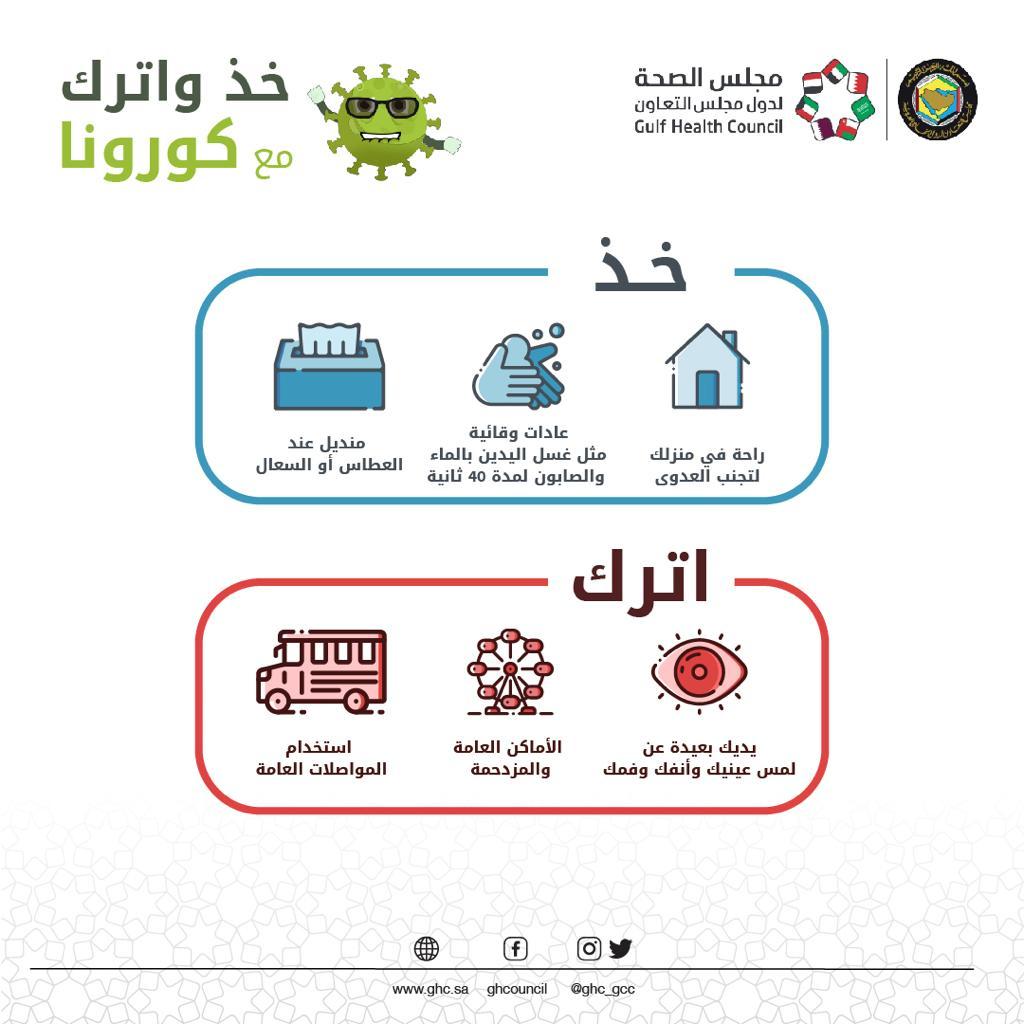 خذ واترك
مع كورونا
مجلس الصحة
لدول مجلس التعاون
Gulf Health Council
خذ
راحة في منزلك
لتجنب العدوى
عادات وقائية
مثل غسل اليدين بالماء
والصابون لمدة 40 ثانية
منديل عند
العطاس أو السعال
اترك
يديك بعيدة عن
لمس عينيك وأنفك وفمك
الأماكن العامة
والمزدحمة
استخدام
المواصلات العامة
www.ghc.sa ghcouncil @ghc_gcc